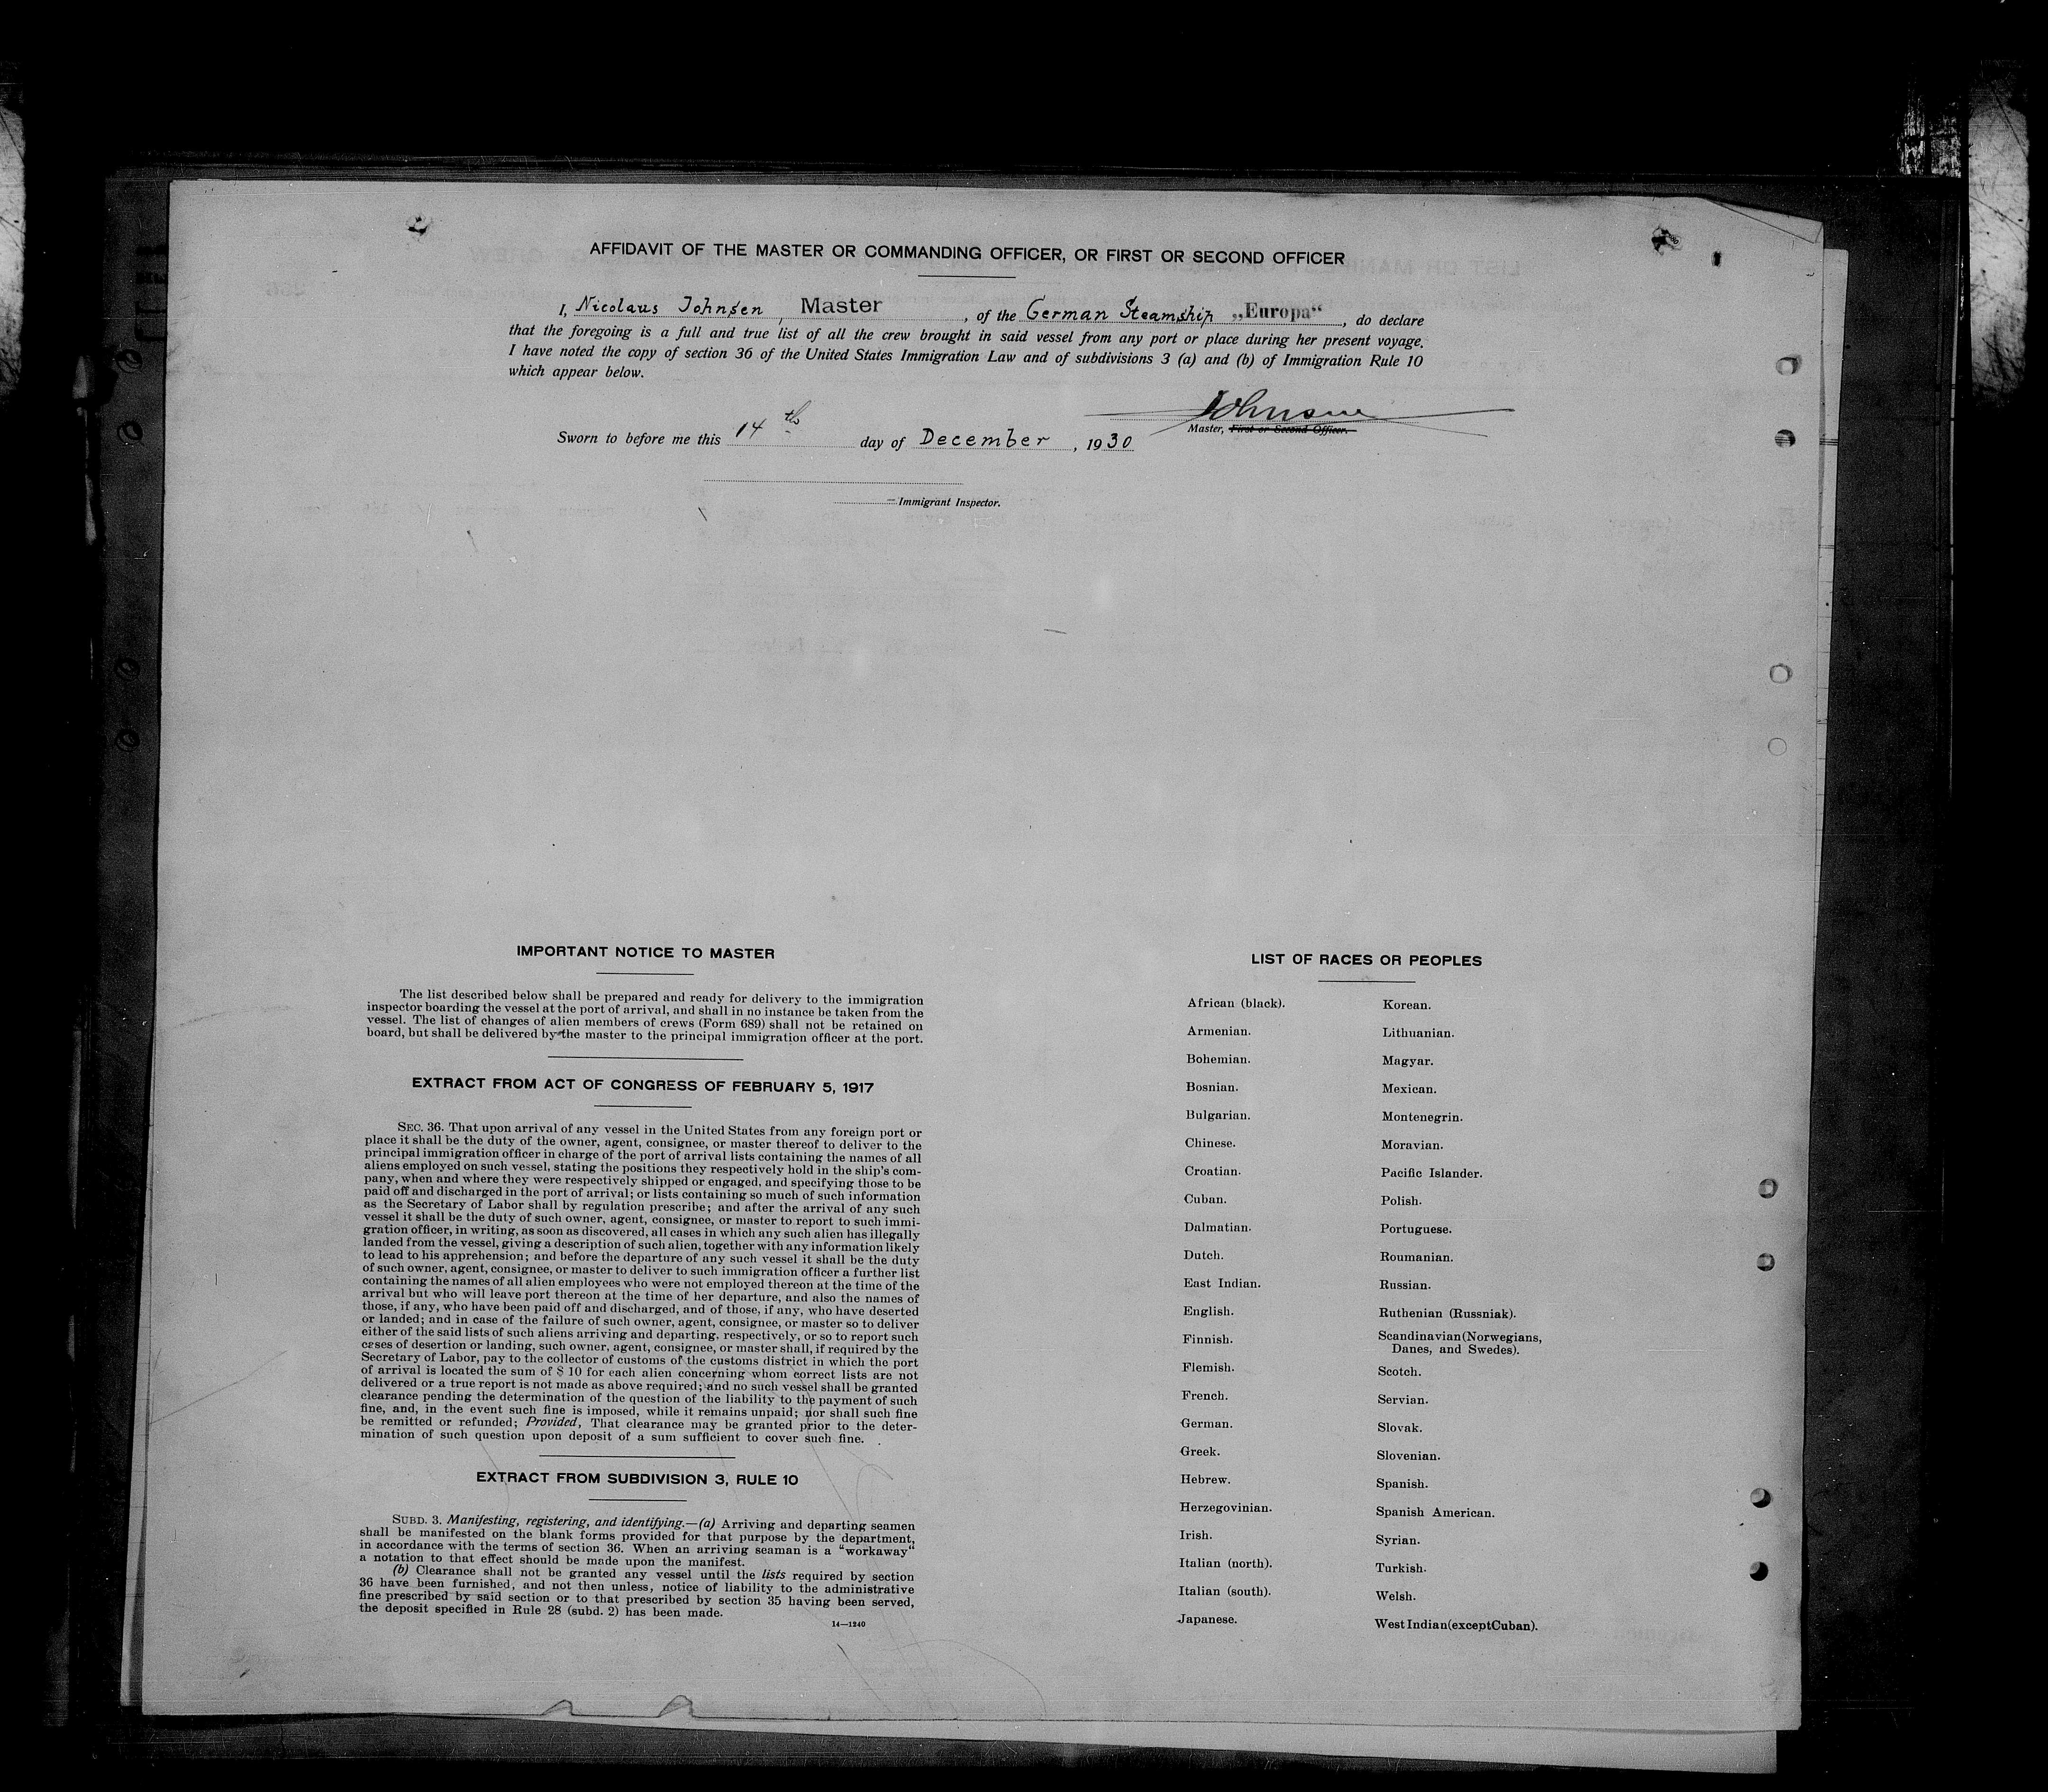 AFFIDAVIT OF THE MASTER OR COMMANDING OFFICER, OR FIRST OR SECOND OFFICER
I, Nicolaus Johnsen, Master, of the German Steamship „Europa“, do declare
that the foregoing is a full and true list of all the crew brought in said vessel from any port or place during her present voyage.
I have noted the copy of section 36 of the United States Immigration Law and of subdivisions 3 (a) and (b) of Immigration Rule 10
which appear below.
Johnsen
Master, First or Second Officer.
Sworn to before me this 14th day of December, 1930
Immigrant Inspector.
IMPORTANT NOTICE TO MASTER
The list described below shall be prepared and ready for delivery to the immigration
inspector boarding the vessel at the port of arrival, and shall in no instance be taken from the
vessel. The list of changes of alien members of crews (Form 689) shall not be retained on
board, but shall be delivered by the master to the principal immigration officer at the port.
EXTRACT FROM ACT OF CONGRESS OF FEBRUARY 5, 1917
SEC. 36. That upon arrival of any vessel in the United States from any foreign port or
place it shall be the duty of the owner, agent, consignee, or master thereof to deliver to the
principal immigration officer in charge of the port of arrival lists containing the names of all
aliens employed on such vessel, stating the positions they respectively hold in the ship's com-
pany, when and where they were respectively shipped or engaged, and specifying those to be
paid off and discharged in the port of arrival; or lists containing so much of such information
as the Secretary of Labor shall by regulation prescribe; and after the arrival of any such
vessel it shall be the duty of such owner, agent, consignee, or master to report to such immi-
gration officer, in writing, as soon as discovered, all cases in which any such alien has illegally
landed from the vessel, giving a description of such alien, together with any information likely
to lead to his apprehension; and before the departure of any such vessel it shall be the duty
of such owner, agent, consignee, or master to deliver to such immigration officer a further list
containing the names of all alien employees who were not employed thereon at the time of the
arrival but who will leave port thereon at the time of her departure, and also the names of
those, if any, who have been paid off and discharged, and of those, if any, who have deserted
or landed; and in case of the failure of such owner, agent, consignee, or master so to deliver
either of the said lists of such aliens arriving and departing, respectively, or so to report such
cases of desertion or landing, such owner, agent, consignee, or master shall, if required by the
Secretary of Labor, pay to the collector of customs of the customs district in which the port
of arrival is located the sum of $ 10 for each alien concerning whom correct lists are not
delivered or a true report is not made as above required; and no such vessel shall be granted
clearance pending the determination of the question of the liability to the payment of such
fine, and, in the event such fine is imposed, while it remains unpaid; nor shall such fine
be remitted or refunded; Provided, That clearance may be granted prior to the deter-
mination of such question upon deposit of a sum sufficient to cover such fine.
EXTRACT FROM SUBDIVISION 3, RULE 10
SUBD. 3. Manifesting, registering, and identifying.—(a) Arriving and departing seamen
shall be manifested on the blank forms provided for that purpose by the department,
in accordance with the terms of section 36. When an arriving seaman is a "workaway"
a notation to that effect should be made upon the manifest.
(b) Clearance shall not be granted any vessel until the lists required by section
36 have been furnished, and not then unless, notice of liability to the administrative
fine prescribed by said section or to that prescribed by section 35 having been served,
the deposit specified in Rule 28 (subd. 2) has been made.
14—1240
LIST OF RACES OR PEOPLES
African (black).
Armenian.
Bohemian.
Bosnian.
Bulgarian.
Chinese.
Croatian.
Cuban.
Dalmatian.
Dutch.
East Indian.
English.
Finnish.
Flemish.
French.
German.
Greek.
Hebrew.
Herzegovinian.
Irish.
Italian (north).
Italian (south).
Japanese.
Korean.
Lithuanian.
Magyar.
Mexican.
Montenegrin.
Moravian.
Pacific Islander.
Polish.
Portuguese.
Roumanian.
Russian.
Ruthenian (Russniak).
Scandinavian (Norwegians,
Danes, and Swedes).
Scotch.
Servian.
Slovak.
Slovenian.
Spanish.
Spanish American.
Syrian.
Turkish.
Welsh.
West Indian (except Cuban).